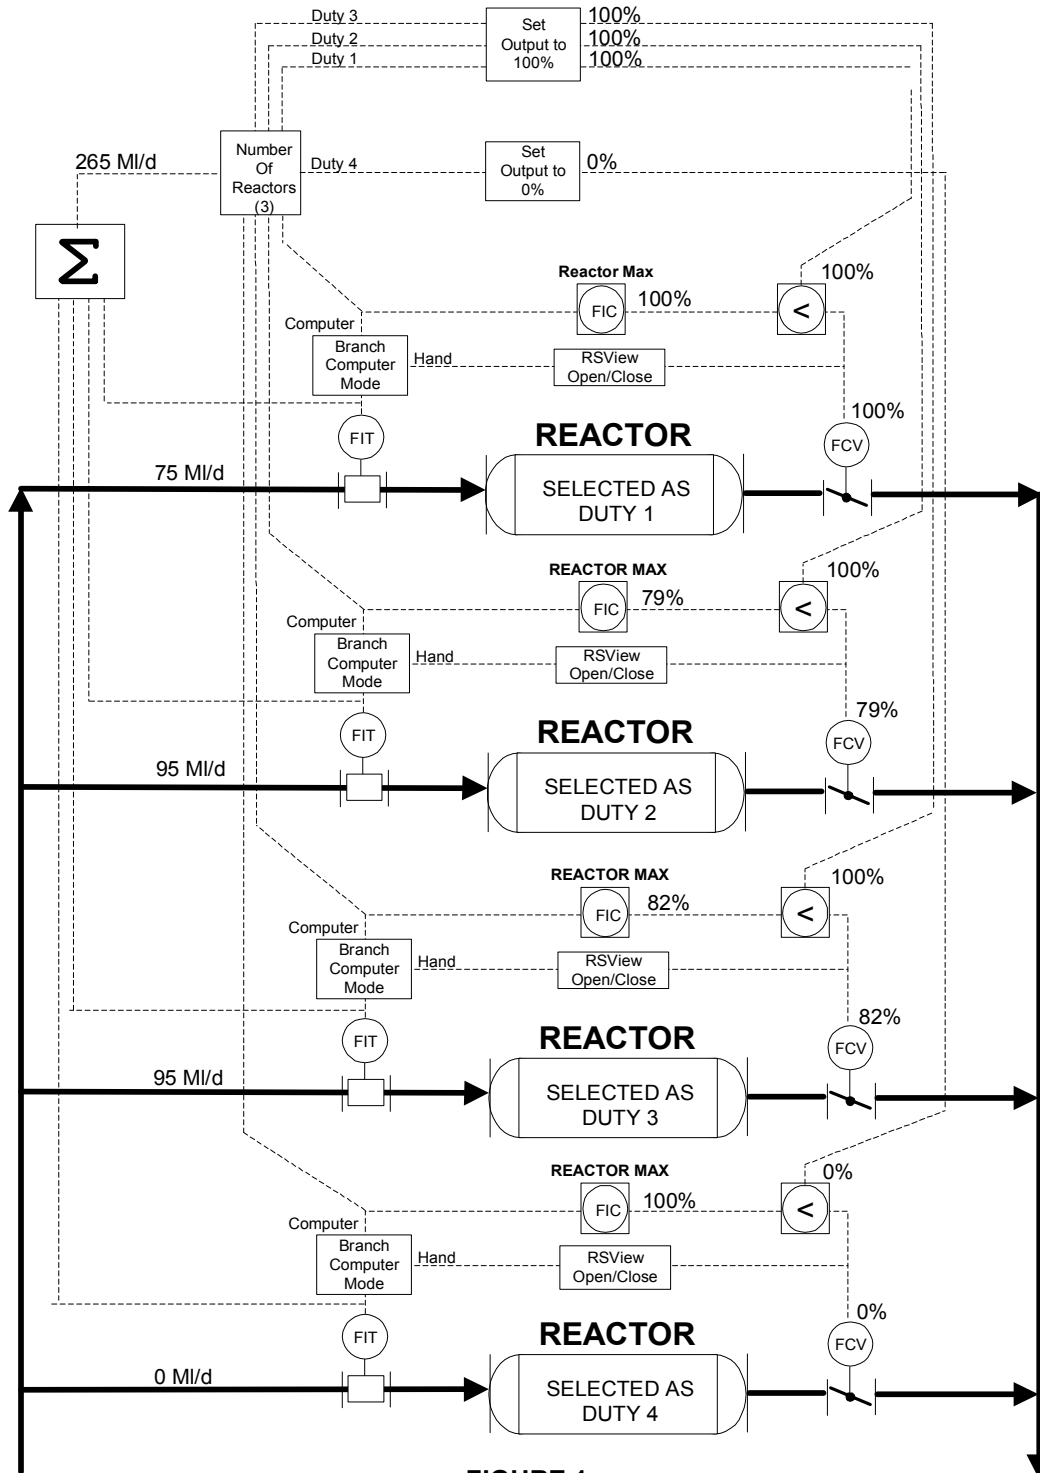 Duty 3
Duty 2
Duty 1
Set
Output to
100%
100%
100%
100%
265 Ml/d
Number
Of
Reactors
(3)
Duty 4
Set
Output to
0%
0%
Σ
Reactor Max
FIC
100%
100%
<
Computer
Branch
Computer
Mode
Hand
RSView
Open/Close
100%
FIT
FCV
REACTOR
75 Ml/d
SELECTED AS
DUTY 1
REACTOR MAX
FIC
79%
100%
<
Computer
Branch
Computer
Mode
Hand
RSView
Open/Close
79%
FIT
FCV
REACTOR
95 Ml/d
SELECTED AS
DUTY 2
REACTOR MAX
FIC
82%
100%
<
Computer
Branch
Computer
Mode
Hand
RSView
Open/Close
82%
FIT
FCV
REACTOR
95 Ml/d
SELECTED AS
DUTY 3
REACTOR MAX
FIC
100%
0%
<
Computer
Branch
Computer
Mode
Hand
RSView
Open/Close
0%
FIT
FCV
REACTOR
0 Ml/d
SELECTED AS
DUTY 4